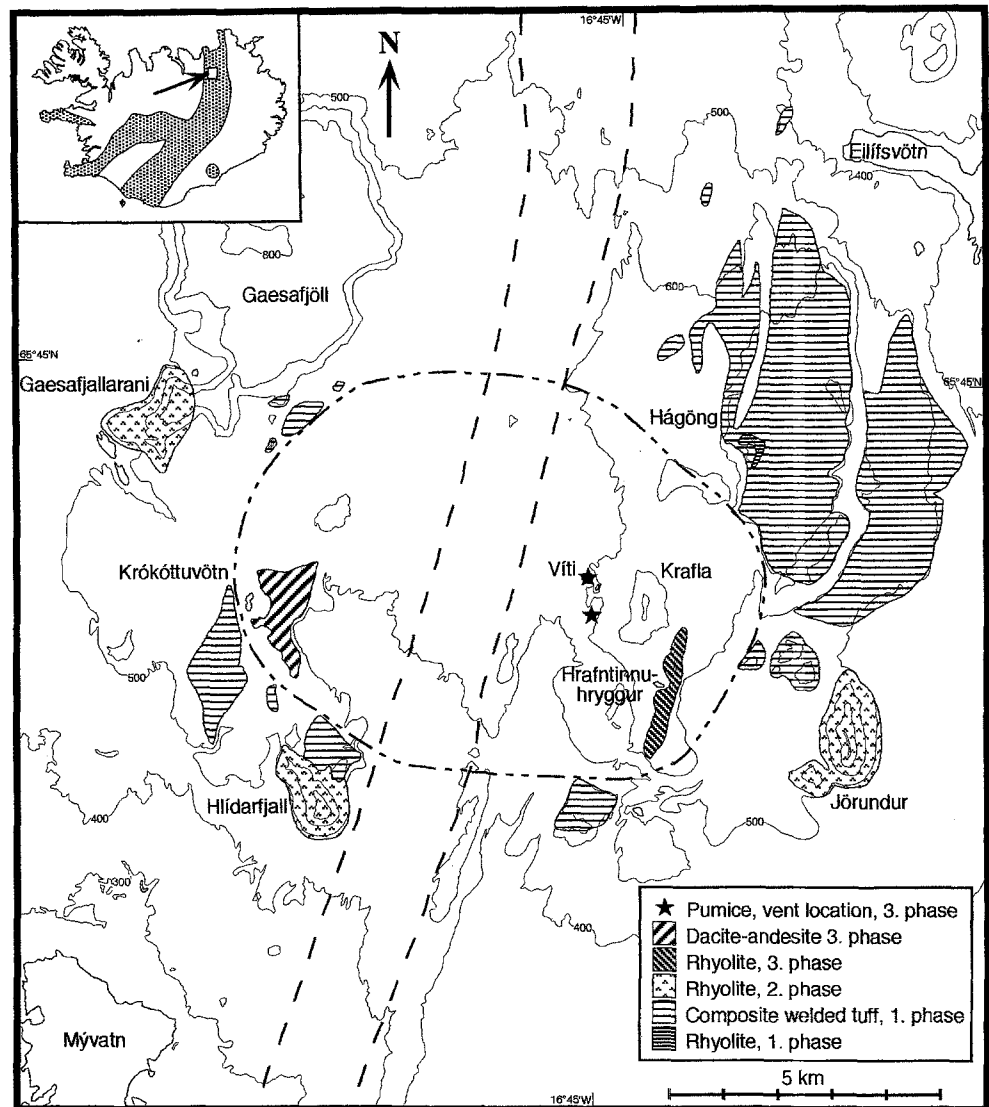 16°45'W
N
500
500
Eilífsvötn
400
800
Gaesafjöll
600
65°45'N
Gaesafjallarani
65°45'N
Hágöng
Víti
Krafla
Krókóttuvötn
500
Hrafntinnu-
hryggur
Hlídarfjall
Jörundur
400
500
300
400
Mývatn
Pumice, vent location, 3. phase
Dacite-andesite 3. phase
Rhyolite, 3. phase
Rhyolite, 2. phase
Composite welded tuff, 1. phase
Rhyolite, 1. phase
5 km
16°45'W